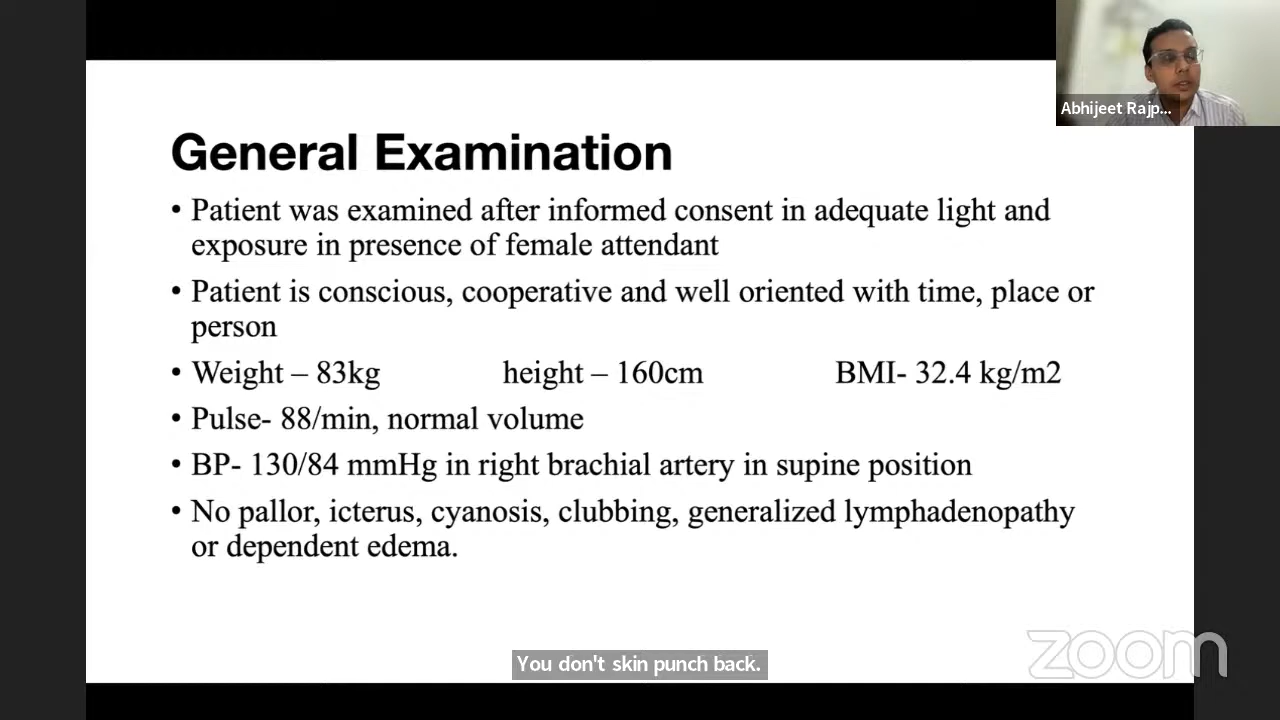 Abhijeet Rajp...
General Examination
• Patient was examined after informed consent in adequate light and
exposure in presence of female attendant
• Patient is conscious, cooperative and well oriented with time, place or
person
• Weight – 83kg height – 160cm BMI- 32.4 kg/m2
• Pulse- 88/min, normal volume
• BP- 130/84 mmHg in right brachial artery in supine position
• No pallor, icterus, cyanosis, clubbing, generalized lymphadenopathy
or dependent edema.
zoom
You don't skin punch back.